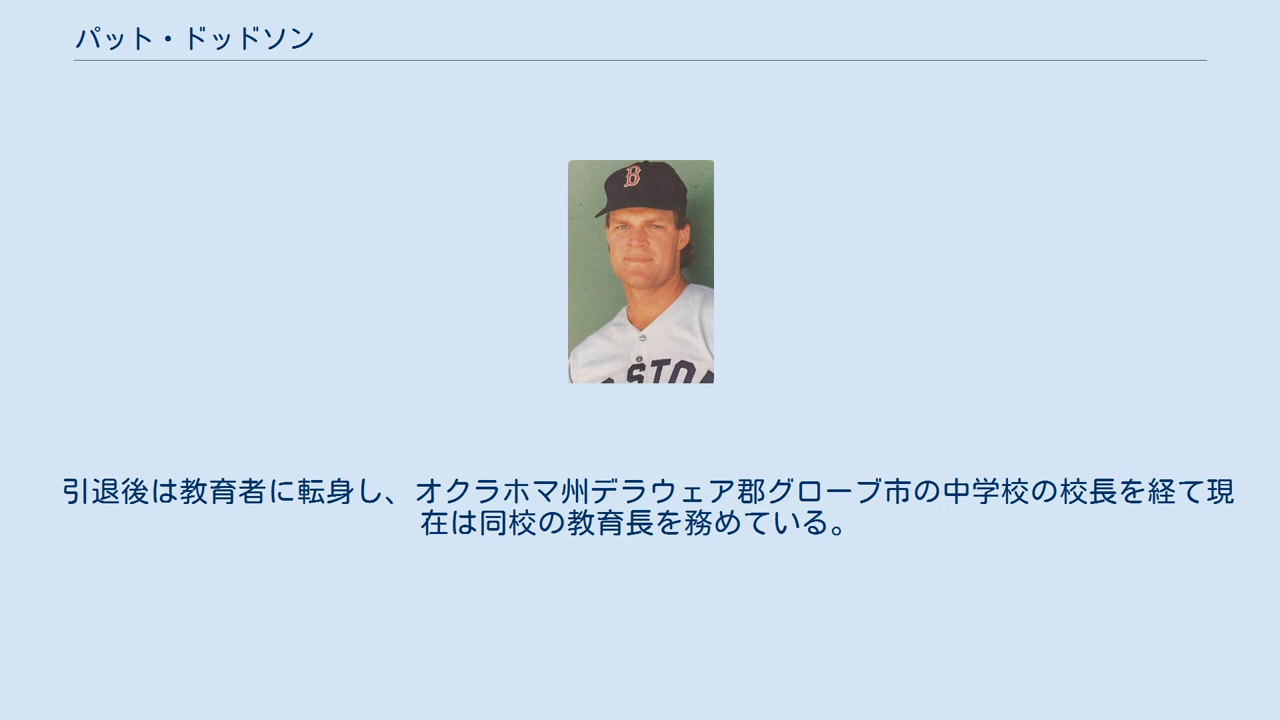 パット・ドッドソン
B
STON
引退後は教育者に転身し、オクラホマ州デラウェア郡グローブ市の中学校の校長を経て現
在は同校の教育長を務めている。